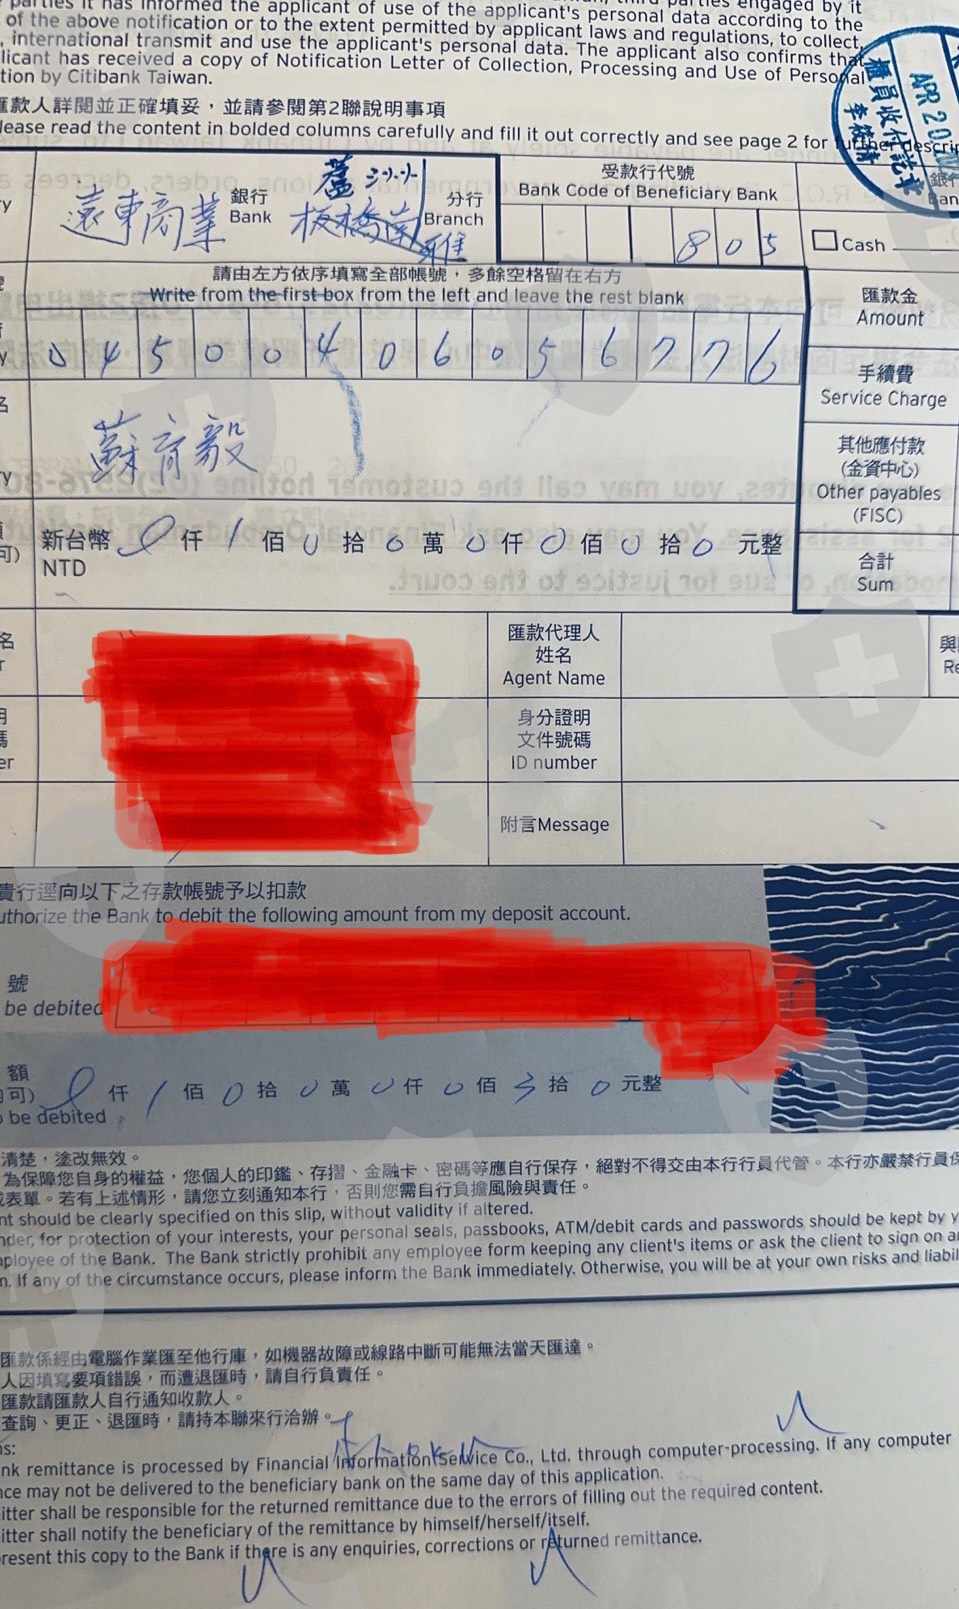 parties it has informed the applicant of use of the applicant's personal data according to the
of the above notification or to the extent permitted by applicant laws and regulations, to collect,
, international transmit and use the applicant's personal data. The applicant also confirms that
licant has received a copy of Notification Letter of Collection, Processing and Use of Personal
tion by Citibank Taiwan.
匯款人詳閱並正確填妥，並請參閱第2聯說明事項
lease read the content in bolded columns carefully and fill it out correctly and see page 2 for further descrip
櫃員收付訖章
APR 20
遠東商業 銀行 Bank
板橋南 分行 Branch
蘆洲
受款行代號
Bank Code of Beneficiary Bank
805
Cash
請由左方依序填寫全部帳號，多餘空格留在右方
Write from the first box from the left and leave the rest blank
匯款金
Amount
04500406056776
手續費
Service Charge
蘇育毅
其他應付款
(金資中心)
Other payables
(FISC)
新台幣 0 仟 1 佰 0 拾 0 萬 0 仟 0 佰 0 拾 0 元整
NTD
合計
Sum
匯款代理人
姓名
Agent Name
身分證明
文件號碼
ID number
附言Message
貴行逕向以下之存款帳號予以扣款
uthorize the Bank to debit the following amount from my deposit account.
號
be debited
額
0 仟 1 佰 0 拾 0 萬 0 仟 0 佰 3 拾 0 元整
o be debited
清楚，塗改無效。
為保障您自身的權益，您個人的印鑑、存摺、金融卡、密碼等應自行保存，絕對不得交由本行行員代管。本行亦嚴禁行員保
或表單。若有上述情形，請您立刻通知本行，否則您需自行負擔風險與責任。
nt should be clearly specified on this slip, without validity if altered.
nder, for protection of your interests, your personal seals, passbooks, ATM/debit cards and passwords should be kept by y
mployee of the Bank. The Bank strictly prohibit any employee form keeping any client's items or ask the client to sign on an
n. If any of the circumstance occurs, please inform the Bank immediately. Otherwise, you will be at your own risks and liabili
匯款係經由電腦作業匯至他行庫，如機器故障或線路中斷可能無法當天匯達。
人因填寫要項錯誤，而遭退匯時，請自行負責任。
匯款請匯款人自行通知收款人。
查詢、更正、退匯時，請持本聯來行洽辦。
ns:
nk remittance is processed by Financial Information Service Co., Ltd. through computer-processing. If any computer
nce may not be delivered to the beneficiary bank on the same day of this application.
itter shall be responsible for the returned remittance due to the errors of filling out the required content.
itter shall notify the beneficiary of the remittance by himself/herself/itself.
present this copy to the Bank if there is any enquiries, corrections or returned remittance.